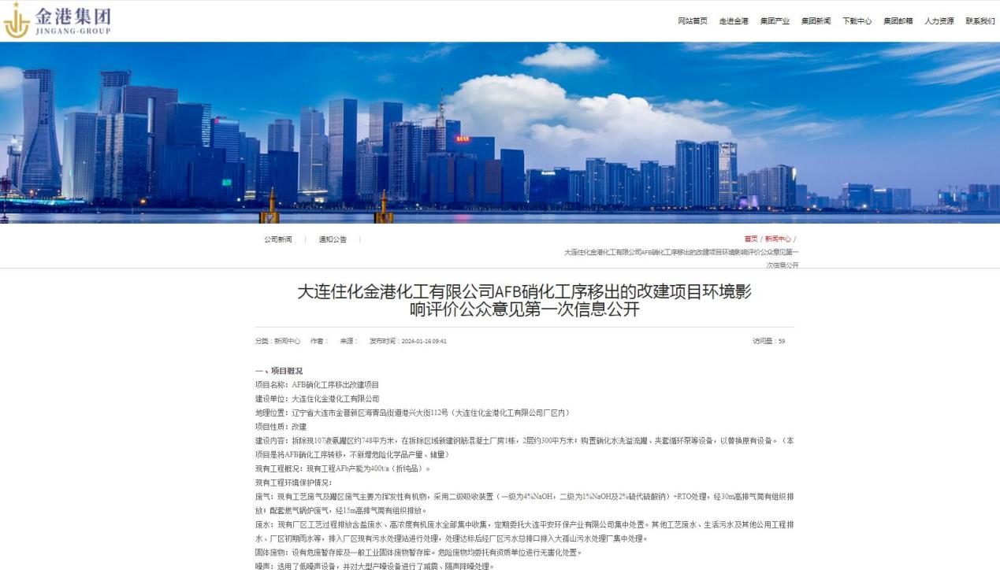 金港集团
JINGANG-GROUP
网站首页 走进金港 集团产业 集团新闻 下载中心 集团邮箱 人力资源 联系我们
公司新闻 | 通知公告 |
首页 / 新闻中心 /
大连住化金港化工有限公司AFB硝化工序移出的改建项目环境影响评价公众意见第一
次信息公开
大连住化金港化工有限公司AFB硝化工序移出的改建项目环境影
响评价公众意见第一次信息公开
分类：新闻中心 作者： 来源： 发布时间：2024-01-16 09:41 访问量：59
一、项目概况
项目名称：AFB硝化工序移出改建项目
建设单位：大连住化金港化工有限公司
地理位置：辽宁省大连市金普新区海青岛街道港兴大街112号（大连住化金港化工有限公司厂区内）
项目性质：改建
建设内容：拆除现107液氨罐区约748平方米，在拆除区域新建钢筋混凝土厂房1栋，2层约300平方米；购置硝化水洗溢流罐、夹套循环泵等设备，以替换原有设备。（本
项目是将AFB硝化工序转移，不新增危险化学品产量、储量）
现有工程概况：现有工程AFb产能为400t/a（折纯品）。
现有工程环境保护情况：
废气：现有工艺废气及罐区废气主要为挥发性有机物，采用二级吸收装置（一级为4%NaOH，二级为1%NaOH及2%硫代硫酸钠）+RTO处理，经30m高排气筒有组织排
放；配套燃气锅炉废气，经15m高排气筒有组织排放。
废水：现有厂区工艺过程排放含盐废水、高浓度有机废水全部集中收集，定期委托大连平安环保产业有限公司集中处置。其他工艺废水、生活污水及其他公用工程排
水、厂区初期雨水等，排入厂区现有污水处理站进行处理，处理达标后经厂区污水总排口排入大孤山污水处理厂集中处理。
固体废物：设有危废暂存库及一般工业固体废物暂存库。危险废物均委托有资质单位进行无害化处置。
噪声：选用了低噪声设备，并对大型产噪设备进行了减震、隔声降噪处理。